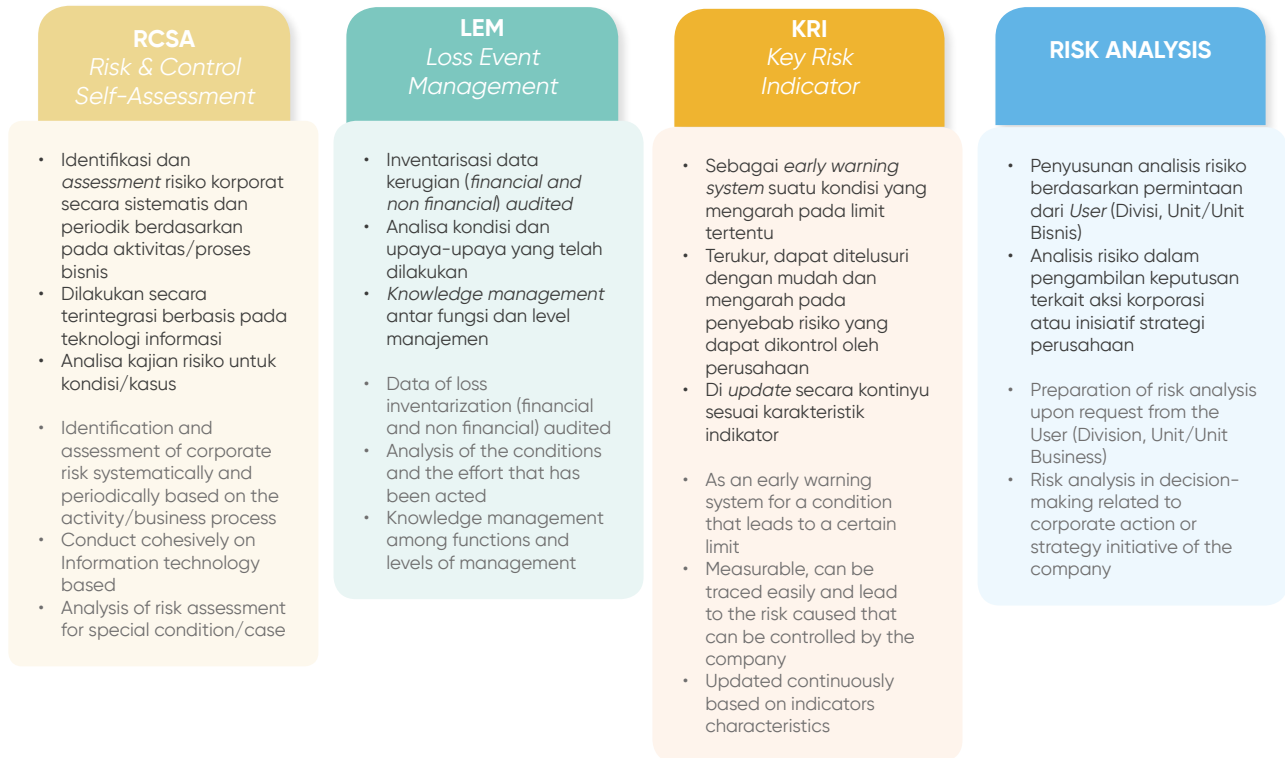 RCSA
Risk & Control
Self-Assessment
• Identifikasi dan
assessment risiko korporat
secara sistematis dan
periodik berdasarkan
pada aktivitas/proses
bisnis
• Dilakukan secara
terintegrasi berbasis pada
teknologi informasi
• Analisa kajian risiko untuk
kondisi/kasus
• Identification and
assessment of corporate
risk systematically and
periodically based on the
activity/business process
• Conduct cohesively on
Information technology
based
• Analysis of risk assessment
for special condition/case
LEM
Loss Event
Management
• Inventarisasi data
kerugian (financial and
non financial) audited
• Analisa kondisi dan
upaya-upaya yang telah
dilakukan
• Knowledge management
antar fungsi dan level
manajemen
• Data of loss
inventarization (financial
and non financial) audited
• Analysis of the conditions
and the effort that has
been acted
• Knowledge management
among functions and
levels of management
KRI
Key Risk
Indicator
• Sebagai early warning
system suatu kondisi yang
mengarah pada limit
tertentu
• Terukur, dapat ditelusuri
dengan mudah dan
mengarah pada
penyebab risiko yang
dapat dikontrol oleh
perusahaan
• Di update secara kontinyu
sesuai karakteristik
indikator
• As an early warning
system for a condition
that leads to a certain
limit
• Measurable, can be
traced easily and lead
to the risk caused that
can be controlled by the
company
• Updated continuously
based on indicators
characteristics
RISK ANALYSIS
• Penyusunan analisis risiko
berdasarkan permintaan
dari User (Divisi, Unit/Unit
Bisnis)
• Analisis risiko dalam
pengambilan keputusan
terkait aksi korporasi
atau inisiatif strategi
perusahaan
• Preparation of risk analysis
upon request from the
User (Division, Unit/Unit
Business)
• Risk analysis in decision-
making related to
corporate action or
strategy initiative of the
company